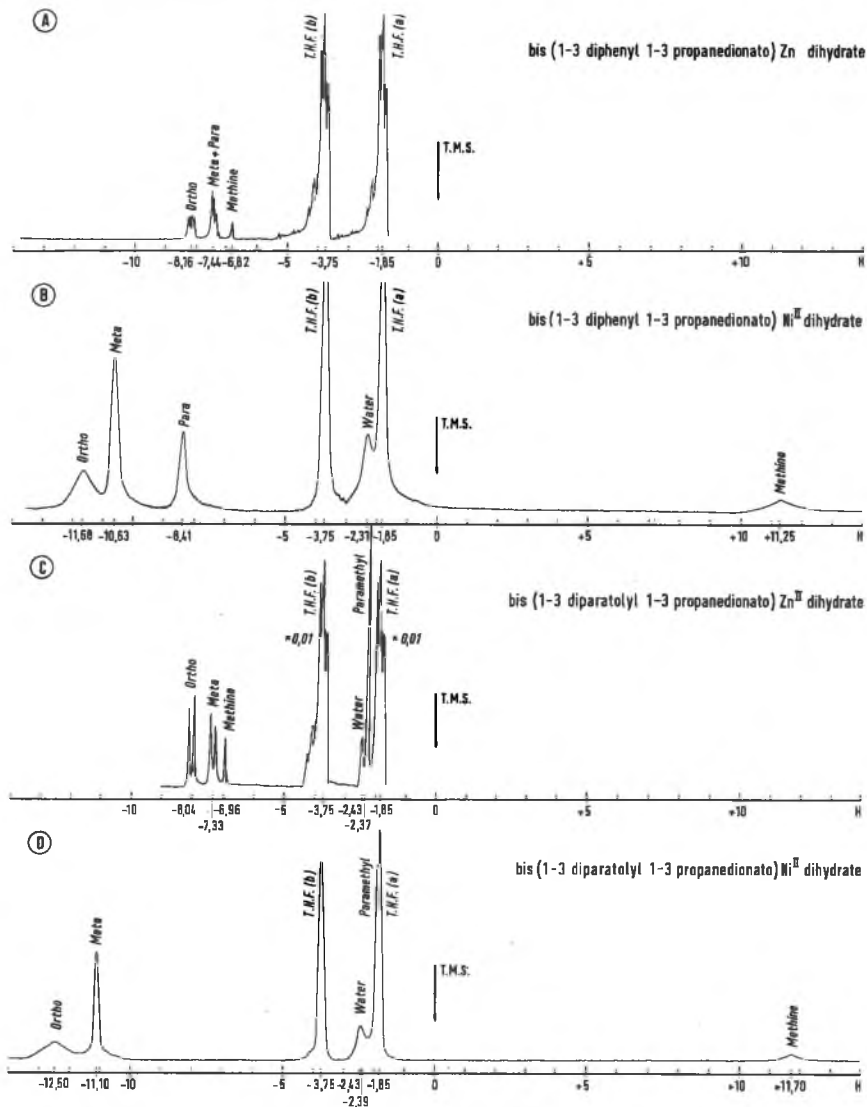 A
bis (1-3 diphenyl 1-3 propanedionato) Zn dihydrate
Ortho
Meta + Para
Methine
T.H.F. (b)
T.H.F. (a)
T.M.S.
-10 -5 0 +5 +10 H
-8,16 -7,44 -6,82 -3,75 -1,85
B
bis (1-3 diphenyl 1-3 propanedionato) Ni II dihydrate
Ortho
Meta
Para
T.H.F. (b)
Water
T.H.F. (a)
T.M.S.
Methine
-5 0 +5 +10 H
-11,68 -10,63 -8,41 -3,75 -2,37 -1,85 +11,25
C
bis (1-3 diparatolyl 1-3 propanedionato) Zn II dihydrate
Ortho
Meta
Methine
T.H.F. (b)
×0,01
Water
Paramethyl
T.H.F. (a)
×0,01
T.M.S.
-10 -5 0 +5 +10 H
-8,04 -6,96 -3,75 -2,43 -1,85
-7,33 -2,37
D
bis (1-3 diparatolyl 1-3 propanedionato) Ni II dihydrate
Ortho
Meta
T.H.F. (b)
Water
Paramethyl
T.H.F. (a)
T.M.S.
Methine
-10 -5 0 +5 +10 H
-12,50 -11,10 -3,75 -2,43 -1,85 +11,70
-2,39